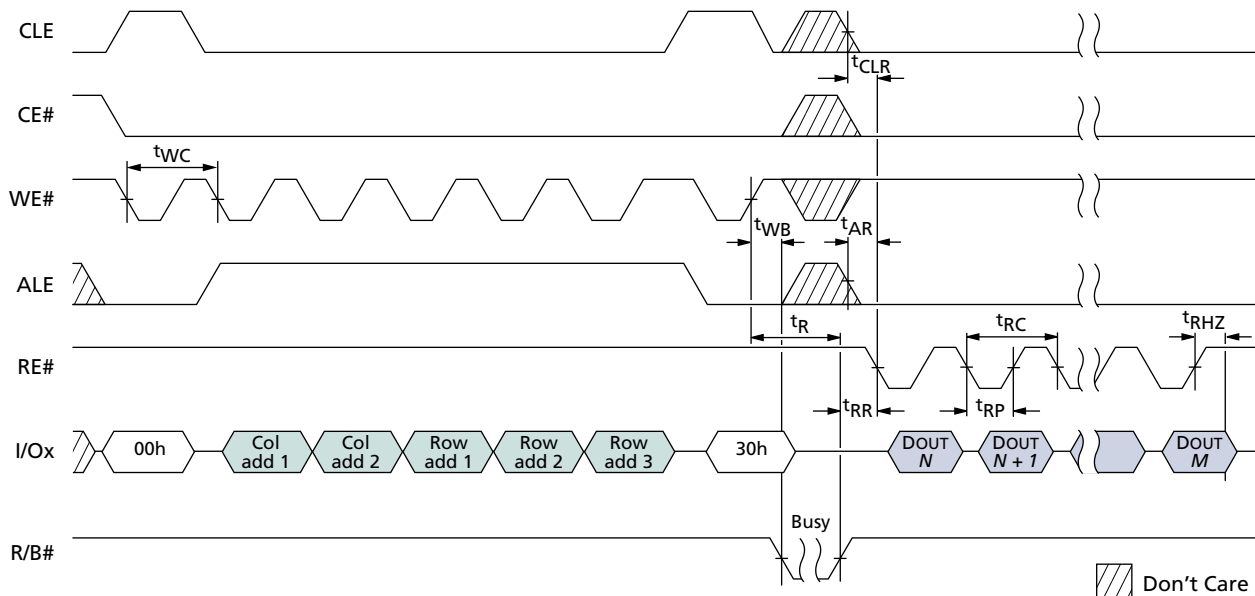 CLE
tCLR
CE#
tWC
WE#
tWB
tAR
ALE
tR
tRC
tRHZ
RE#
tRR
tRP
I/Ox
00h
Col
add 1
Col
add 2
Row
add 1
Row
add 2
Row
add 3
30h
DOUT
N
DOUT
N + 1
DOUT
M
Busy
R/B#
Don't Care